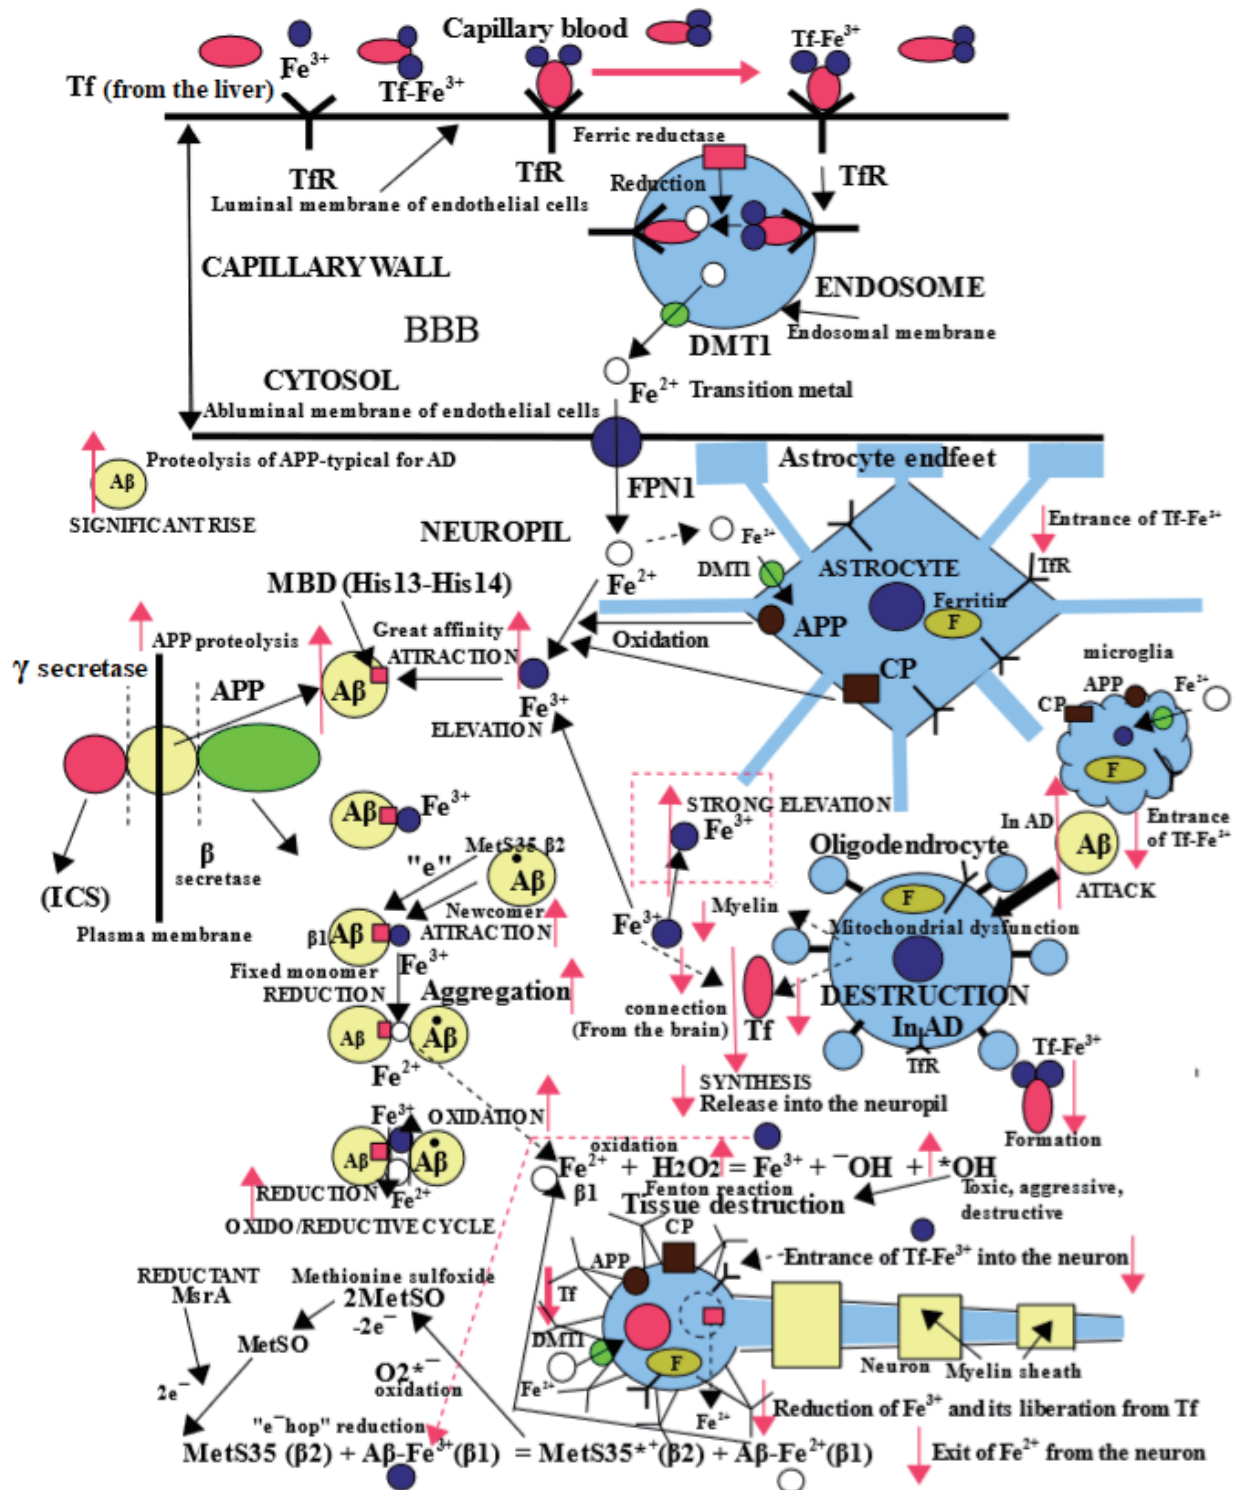 Capillary blood
Tf (from the liver)
Fe³⁺
Tf-Fe³⁺
Tf-Fe³⁺
TfR
TfR
TfR
Ferric reductase
Reduction
Luminal membrane of endothelial cells
CAPILLARY WALL
ENDOSOME
Endosomal membrane
BBB
DMT1
CYTOSOL
Fe²⁺ Transition metal
Abluminal membrane of endothelial cells
Aβ
Proteolysis of APP-typical for AD
SIGNIFICANT RISE
FPN1
NEUROPIL
Fe²⁺
Astrocyte endfeet
Fe²⁺
DMT1
ASTROCYTE
Ferritin
F
APP
CP
TfR
Entrance of Tf-Fe³⁺
Oxidation
MBD (His13-His14)
Great affinity
ATTRACTION
Aβ
Fe³⁺
ELEVATION
APP proteolysis
γ secretase
APP
β
secretase
(ICS)
Plasma membrane
microglia
CP
APP
Fe²⁺
F
Entrance
of Tf-Fe³⁺
In AD
Aβ
ATTACK
STRONG ELEVATION
Fe³⁺
Fe³⁺
Myelin
Oligodendrocyte
F
Mitochondrial dysfunction
DESTRUCTION
In AD
TfR
connection
(From the brain)
Tf
SYNTHESIS
Release into the neuropil
Tf-Fe³⁺
Formation
Aβ
Fe³⁺
MetS35 β2
"e"
Aβ
Newcomer
ATTRACTION
β1
Aβ
Fe³⁺
Fixed monomer
REDUCTION
Aggregation
Aβ
Aβ
Fe²⁺
Fe³⁺
OXIDATION
Aβ
Aβ
REDUCTION
Fe²⁺
OXIDO/REDUCTIVE CYCLE
oxidation
Fe²⁺ + H2O2 = Fe³⁺ + ⁻OH + *OH
β1
Fenton reaction
Tissue destruction
Toxic, aggressive,
destructive
CP
APP
Entrance of Tf-Fe³⁺ into the neuron
Tf
DMT1
Fe²⁺
F
Fe²⁺
Neuron
Myelin sheath
Reduction of Fe³⁺ and its liberation from Tf
Exit of Fe²⁺ from the neuron
REDUCTANT
MsrA
Methionine sulfoxide
2MetSO
-2e⁻
MetSO
2e⁻
O2*⁻
oxidation
"e⁻hop" reduction
MetS35 (β2) + Aβ-Fe³⁺(β1) = MetS35*⁺(β2) + Aβ-Fe²⁺(β1)